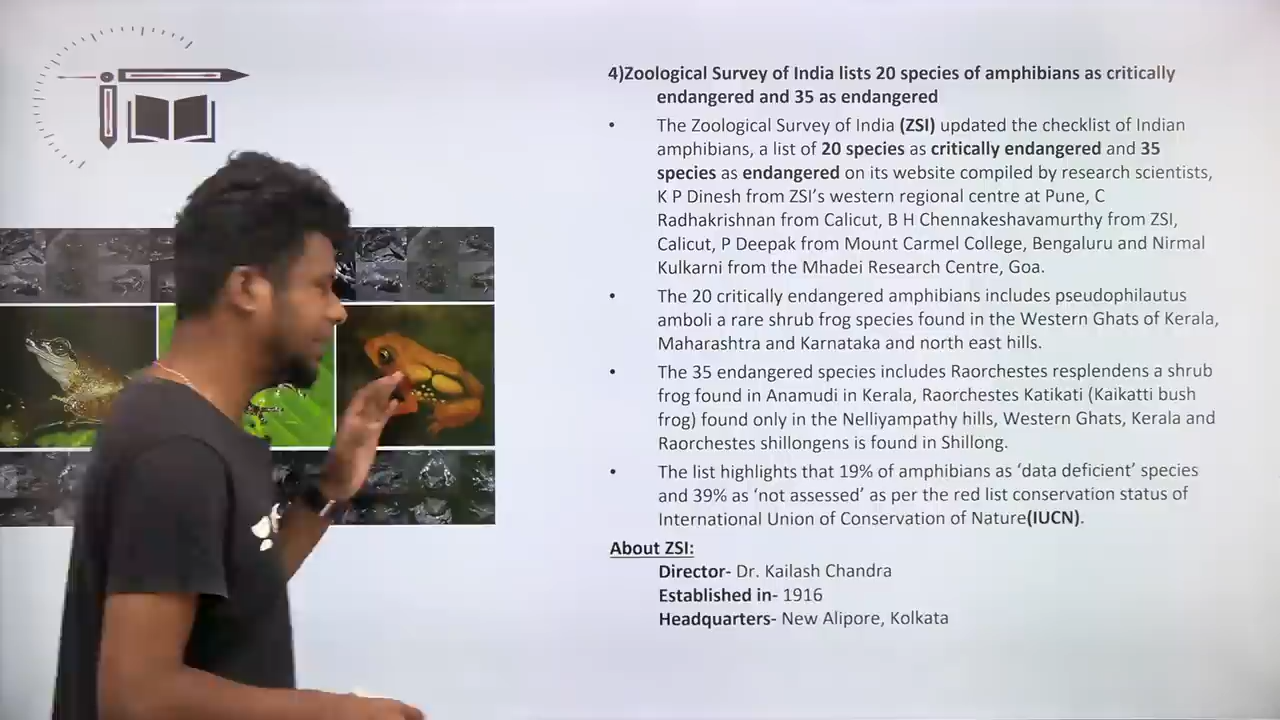 4)Zoological Survey of India lists 20 species of amphibians as critically
endangered and 35 as endangered
• The Zoological Survey of India (ZSI) updated the checklist of Indian
amphibians, a list of 20 species as critically endangered and 35
species as endangered on its website compiled by research scientists,
K P Dinesh from ZSI’s western regional centre at Pune, C
Radhakrishnan from Calicut, B H Chennakeshavamurthy from ZSI,
Calicut, P Deepak from Mount Carmel College, Bengaluru and Nirmal
Kulkarni from the Mhadei Research Centre, Goa.
• The 20 critically endangered amphibians includes pseudophilautus
amboli a rare shrub frog species found in the Western Ghats of Kerala,
Maharashtra and Karnataka and north east hills.
• The 35 endangered species includes Raorchestes resplendens a shrub
frog found in Anamudi in Kerala, Raorchestes Katikati (Kaikatti bush
frog) found only in the Nelliyampathy hills, Western Ghats, Kerala and
Raorchestes shillongens is found in Shillong.
• The list highlights that 19% of amphibians as ‘data deficient’ species
and 39% as ‘not assessed’ as per the red list conservation status of
International Union of Conservation of Nature(IUCN).
About ZSI:
Director- Dr. Kailash Chandra
Established in- 1916
Headquarters- New Alipore, Kolkata